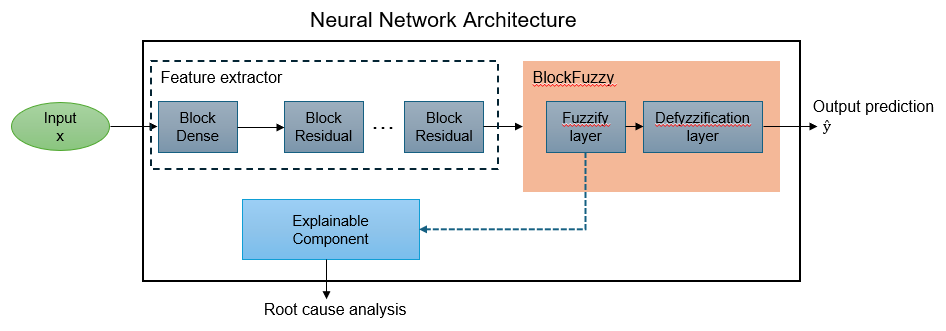 Neural Network Architecture
Feature extractor
BlockFuzzy
Input
x
Block
Dense
Block
Residual
...
Block
Residual
Fuzzify
layer
Defyzzification
layer
Output prediction
ŷ
Explainable
Component
Root cause analysis